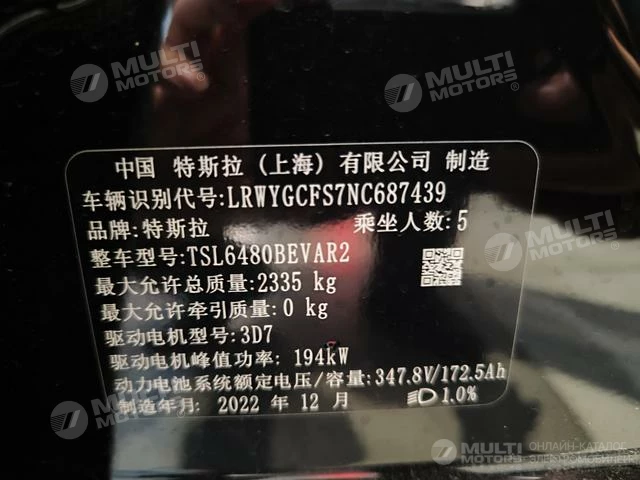 MULTI
MOTORS®
MULTI
MOTORS®
中国 特斯拉（上海）有限公司 制造
车辆识别代号:LRWYGCFS7NC687439
品牌:特斯拉 乘坐人数:5
整车型号:TSL6480BEVAR2
最大允许总质量:2335 kg
最大允许牵引质量:0 kg
驱动电机型号:3D7
驱动电机峰值功率: 194kW
动力电池系统额定电压/容量:347.8V/172.5Ah
制造年月: 2022 年 12 月 1.0%
MULTI
MOTORS®
MULTI
MOTORS
ОНЛАЙН-КАТАЛОГ
ЭЛЕКТРОМОБИЛЕЙ